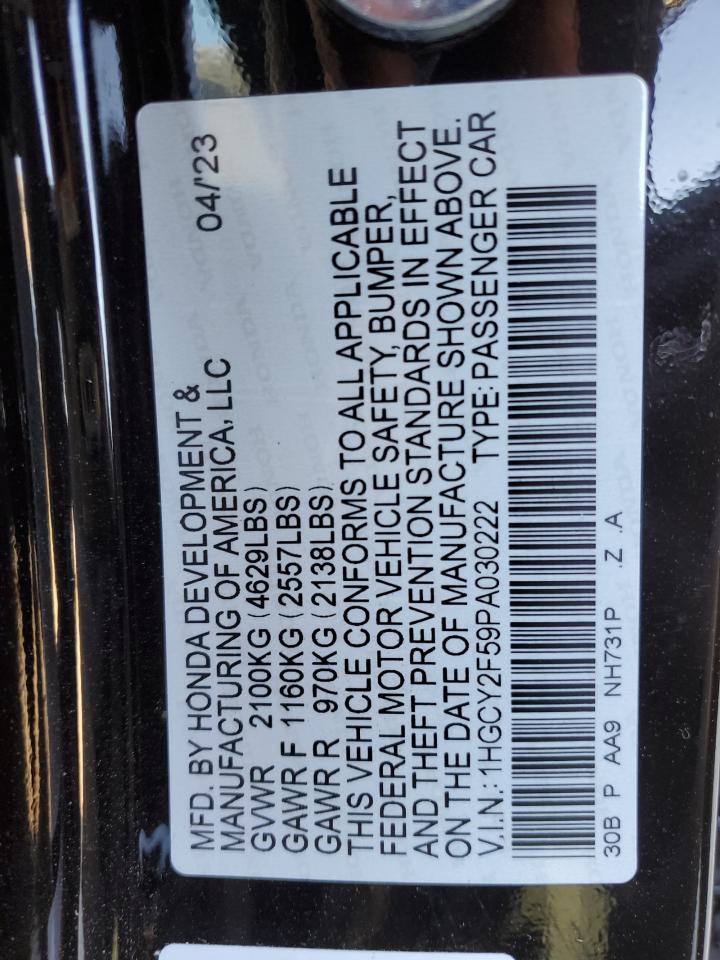 MFD. BY HONDA DEVELOPMENT &
MANUFACTURING OF AMERICA, LLC 04/'23
GVWR 2100KG (4629LBS)
GAWR F 1160KG (2557LBS)
GAWR R 970KG (2138LBS)
THIS VEHICLE CONFORMS TO ALL APPLICABLE
FEDERAL MOTOR VEHICLE SAFETY, BUMPER,
AND THEFT PREVENTION STANDARDS IN EFFECT
ON THE DATE OF MANUFACTURE SHOWN ABOVE.
V.I.N.: 1HGCY2F59PA030222 TYPE: PASSENGER CAR
30B P AA9 NH731P .Z .A